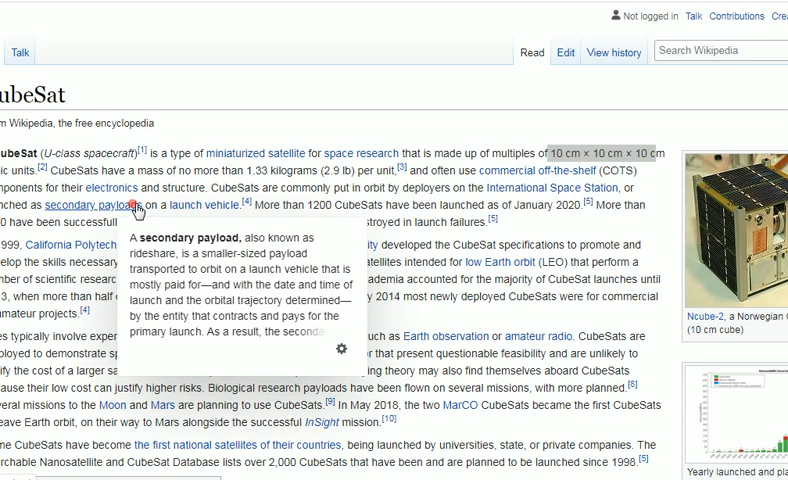 Not logged in Talk Contributions Cre
Talk Read Edit View history Search Wikipedia
ubeSat
m Wikipedia, the free encyclopedia
ubeSat (U-class spacecraft)[1] is a type of miniaturized satellite for space research that is made up of multiples of 10 cm × 10 cm × 10 cm
ic units.[2] CubeSats have a mass of no more than 1.33 kilograms (2.9 lb) per unit,[3] and often use commercial off-the-shelf (COTS)
mponents for their electronics and structure. CubeSats are commonly put in orbit by deployers on the International Space Station, or
nched as secondary payloads on a launch vehicle.[4] More than 1200 CubeSats have been launched as of January 2020.[5] More than
0 have been successful stroyed in launch failures.[5]
999, California Polytech ity developed the CubeSat specifications to promote and
elop the skills necessary atellites intended for low Earth orbit (LEO) that perform a
mber of scientific researc ademia accounted for the majority of CubeSat launches until
3, when more than half y 2014 most newly deployed CubeSats were for commercial
amateur projects.[4]
A secondary payload, also known as
rideshare, is a smaller-sized payload
transported to orbit on a launch vehicle that is
mostly paid for—and with the date and time of
launch and the orbital trajectory determined—
by the entity that contracts and pays for the
primary launch. As a result, the seconda
es typically involve exper uch as Earth observation or amateur radio. CubeSats are
ployed to demonstrate sp r that present questionable feasibility and are unlikely to
ify the cost of a larger sa ing theory may also find themselves aboard CubeSats
cause their low cost can justify higher risks. Biological research payloads have been flown on several missions, with more planned.[8]
veral missions to the Moon and Mars are planning to use CubeSats.[9] In May 2018, the two MarCO CubeSats became the first CubeSats
eave Earth orbit, on their way to Mars alongside the successful InSight mission.[10]
me CubeSats have become the first national satellites of their countries, being launched by universities, state, or private companies. The
rchable Nanosatellite and CubeSat Database lists over 2,000 CubeSats that have been and are planned to be launched since 1998.[5]
Ncube-2, a Norwegian C
(10 cm cube)
Yearly launched and pla